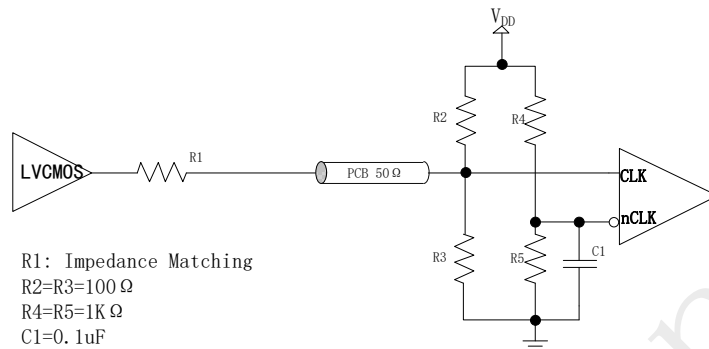 V_DD
R2
R4
LVCMOS
R1
PCB 50Ω
CLK
nCLK
R3
R5
C1
R1: Impedance Matching
R2=R3=100Ω
R4=R5=1KΩ
C1=0.1uF